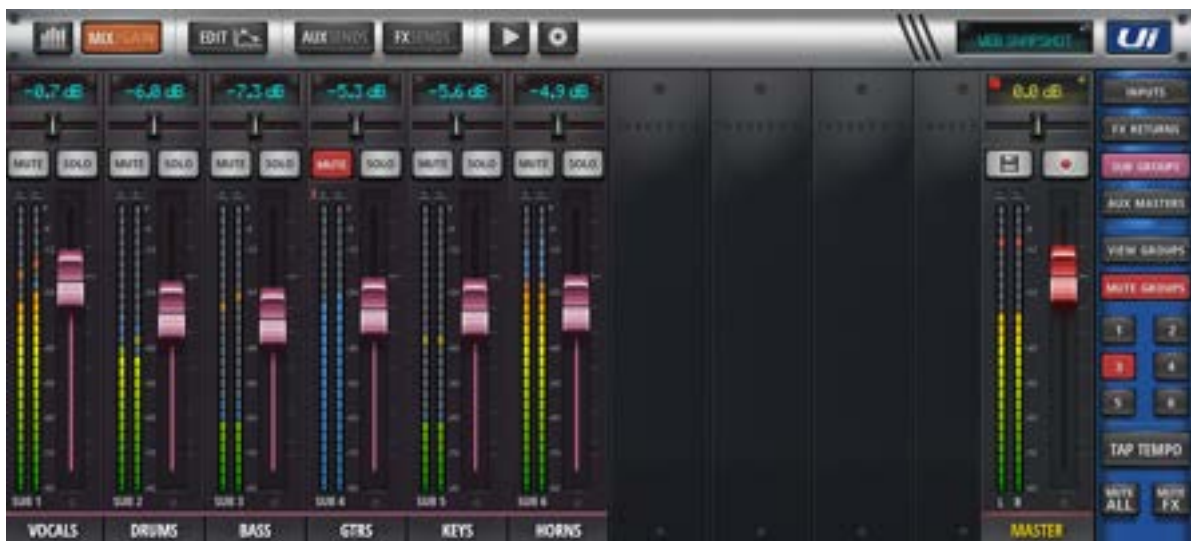 MIX/GAIN EDIT AUX SENDS FX SENDS Ui
-0.7 dB -6.0 dB -7.3 dB -5.3 dB -5.6 dB -4.9 dB 0.0 dB
MUTE SOLO MUTE SOLO MUTE SOLO MUTE SOLO MUTE SOLO MUTE SOLO
SUB 1 SUB 2 SUB 3 SUB 4 SUB 5 SUB 6 L R
VOCALS DRUMS BASS GTRS KEYS HORNS MASTER
INPUTS
FX RETURNS
SUB GROUPS
AUX MASTERS
VIEW GROUPS
MUTE GROUPS
1 2
3 4
5 6
TAP TEMPO
MUTE ALL MUTE FX